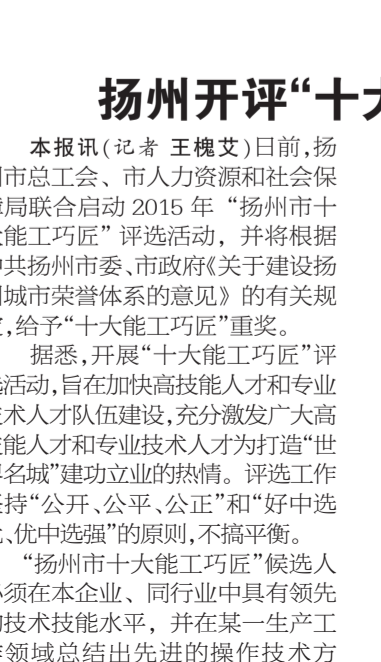 扬州开评“十大
本报讯(记者 王槐艾)日前,扬
州市总工会、市人力资源和社会保
障局联合启动 2015 年“扬州市十
大能工巧匠”评选活动，并将根据
中共扬州市委、市政府《关于建设扬
州城市荣誉体系的意见》的有关规
定,给予“十大能工巧匠”重奖。
据悉,开展“十大能工巧匠”评
选活动,旨在加快高技能人才和专业
技术人才队伍建设,充分激发广大高
技能人才和专业技术人才为打造“世
界名城”建功立业的热情。评选工作
坚持“公开、公平、公正”和“好中选
优、优中选强”的原则,不搞平衡。
“扬州市十大能工巧匠”候选人
必须在本企业、同行业中具有领先
的技术技能水平，并在某一生产工
作领域总结出先进的操作技术方